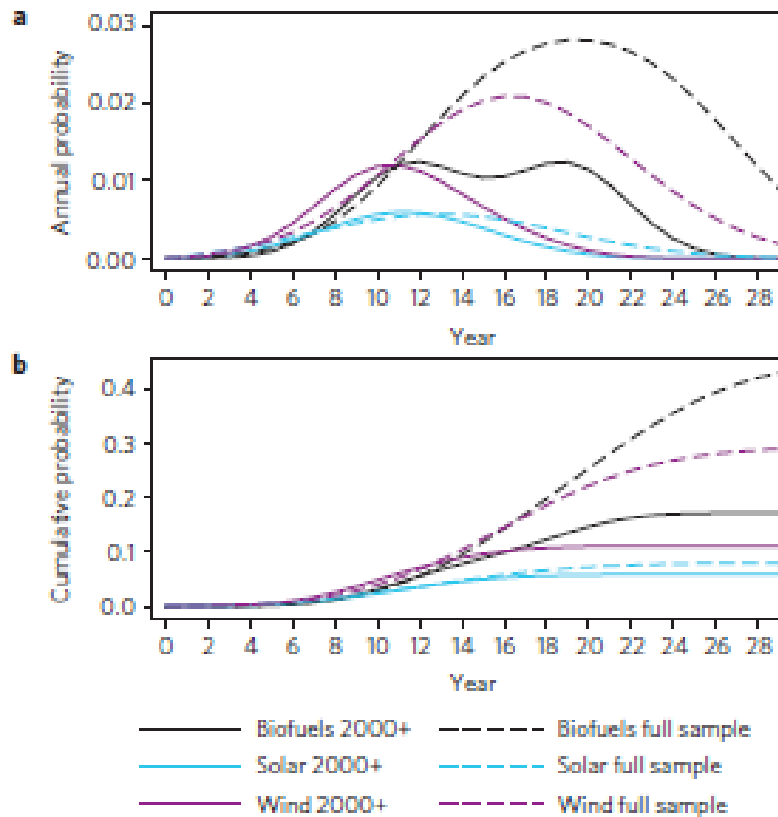 a
0.03
0.02
0.01
0.00
Annual probability
0 2 4 6 8 10 12 14 16 18 20 22 24 26 28
Year
b
0.4
0.3
0.2
0.1
0.0
Cumulative probability
0 2 4 6 8 10 12 14 16 18 20 22 24 26 28
Year
Biofuels 2000+ Biofuels full sample
Solar 2000+ Solar full sample
Wind 2000+ Wind full sample